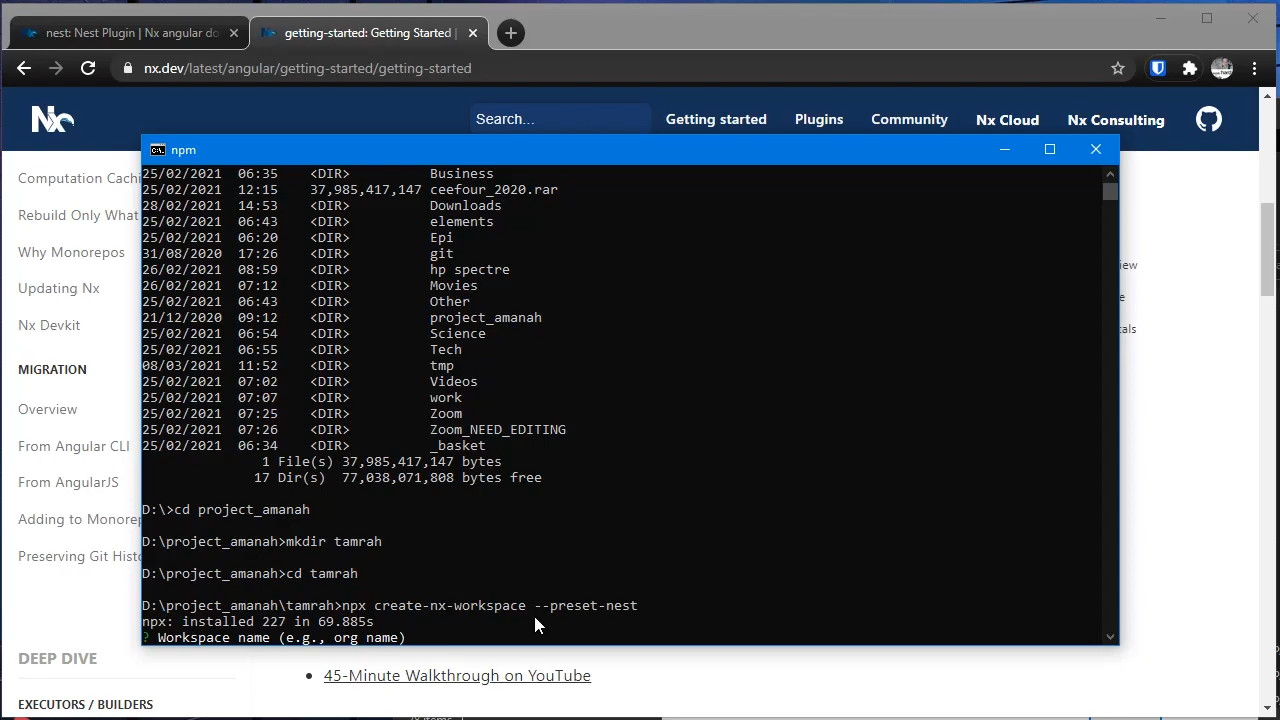 nest: Nest Plugin | Nx angular do
getting-started: Getting Started |
nx.dev/latest/angular/getting-started/getting-started
Nx
Search...
Getting started
Plugins
Community
Nx Cloud
Nx Consulting
Computation Cachi
Rebuild Only What
Why Monorepos
Updating Nx
Nx Devkit
MIGRATION
Overview
From Angular CLI
From AngularJS
Adding to Monorep
Preserving Git Histo
DEEP DIVE
EXECUTORS / BUILDERS
npm
25/02/2021 06:35 <DIR> Business
25/02/2021 12:15 37,985,417,147 ceefour_2020.rar
28/02/2021 14:53 <DIR> Downloads
25/02/2021 06:43 <DIR> elements
25/02/2021 06:20 <DIR> Epi
31/08/2020 17:26 <DIR> git
26/02/2021 08:59 <DIR> hp spectre
26/02/2021 07:12 <DIR> Movies
25/02/2021 06:43 <DIR> Other
21/12/2020 09:12 <DIR> project_amanah
25/02/2021 06:54 <DIR> Science
25/02/2021 06:55 <DIR> Tech
08/03/2021 11:52 <DIR> tmp
25/02/2021 07:02 <DIR> Videos
25/02/2021 07:07 <DIR> work
25/02/2021 07:25 <DIR> Zoom
25/02/2021 07:26 <DIR> Zoom_NEED_EDITING
25/02/2021 06:34 <DIR> _basket
1 File(s) 37,985,417,147 bytes
17 Dir(s) 77,038,071,808 bytes free
D:\>cd project_amanah
D:\project_amanah>mkdir tamrah
D:\project_amanah>cd tamrah
D:\project_amanah\tamrah>npx create-nx-workspace --preset-nest
npx: installed 227 in 69.885s
? Workspace name (e.g., org name)
iew
e
tals
45-Minute Walkthrough on YouTube